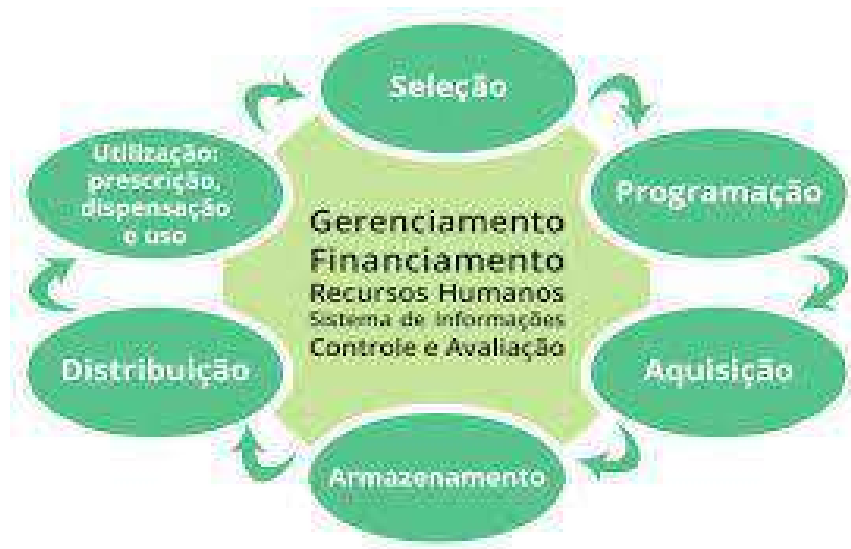 Seleção
Programação
Aquisição
Armazenamento
Distribuição
Utilização:
prescrição,
dispensação
e uso
Gerenciamento
Financiamento
Recursos Humanos
Sistema de Informações
Controle e Avaliação